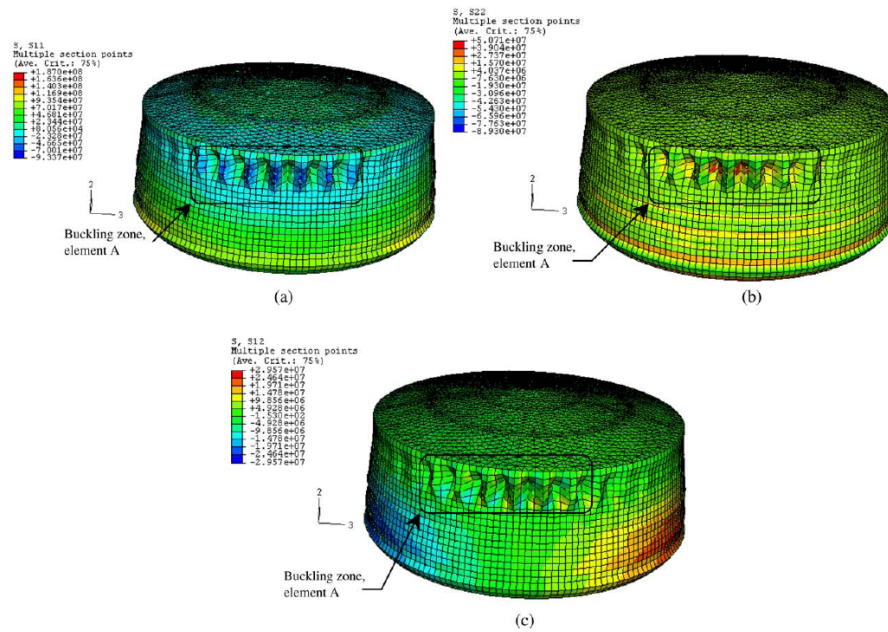 S, S11
Multiple section points
(Ave. Crit.: 75%)
+1.870e+08
+1.636e+08
+1.403e+08
+1.169e+08
+9.354e+07
+7.017e+07
+4.681e+07
+2.344e+07
+8.056e+04
-2.328e+07
-4.665e+07
-7.001e+07
-9.337e+07
2
3
Buckling zone,
element A
(a)
S, S22
Multiple section points
(Ave. Crit.: 75%)
+5.071e+07
+3.904e+07
+2.737e+07
+1.570e+07
+4.037e+06
-7.630e+06
-1.930e+07
-3.096e+07
-4.263e+07
-5.430e+07
-6.596e+07
-7.763e+07
-8.930e+07
2
3
Buckling zone,
element A
(b)
S, S12
Multiple section points
(Ave. Crit.: 75%)
+2.957e+07
+2.464e+07
+1.971e+07
+1.478e+07
+9.856e+06
+4.928e+06
-1.530e+02
-4.928e+06
-9.856e+06
-1.478e+07
-1.971e+07
-2.464e+07
-2.957e+07
2
3
Buckling zone,
element A
(c)